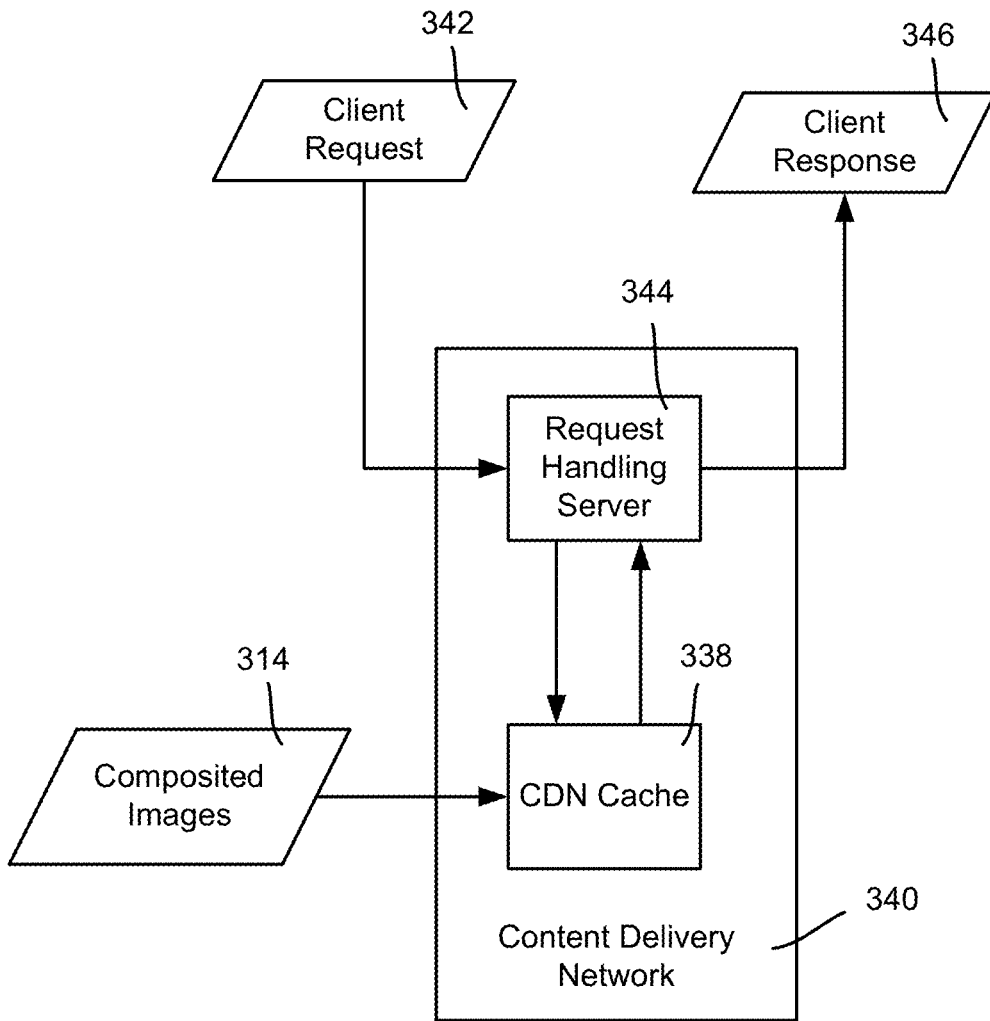 342
Client
Request
346
Client
Response
344
Request
Handling
Server
314
Composited
Images
338
CDN Cache
340
Content Delivery
Network